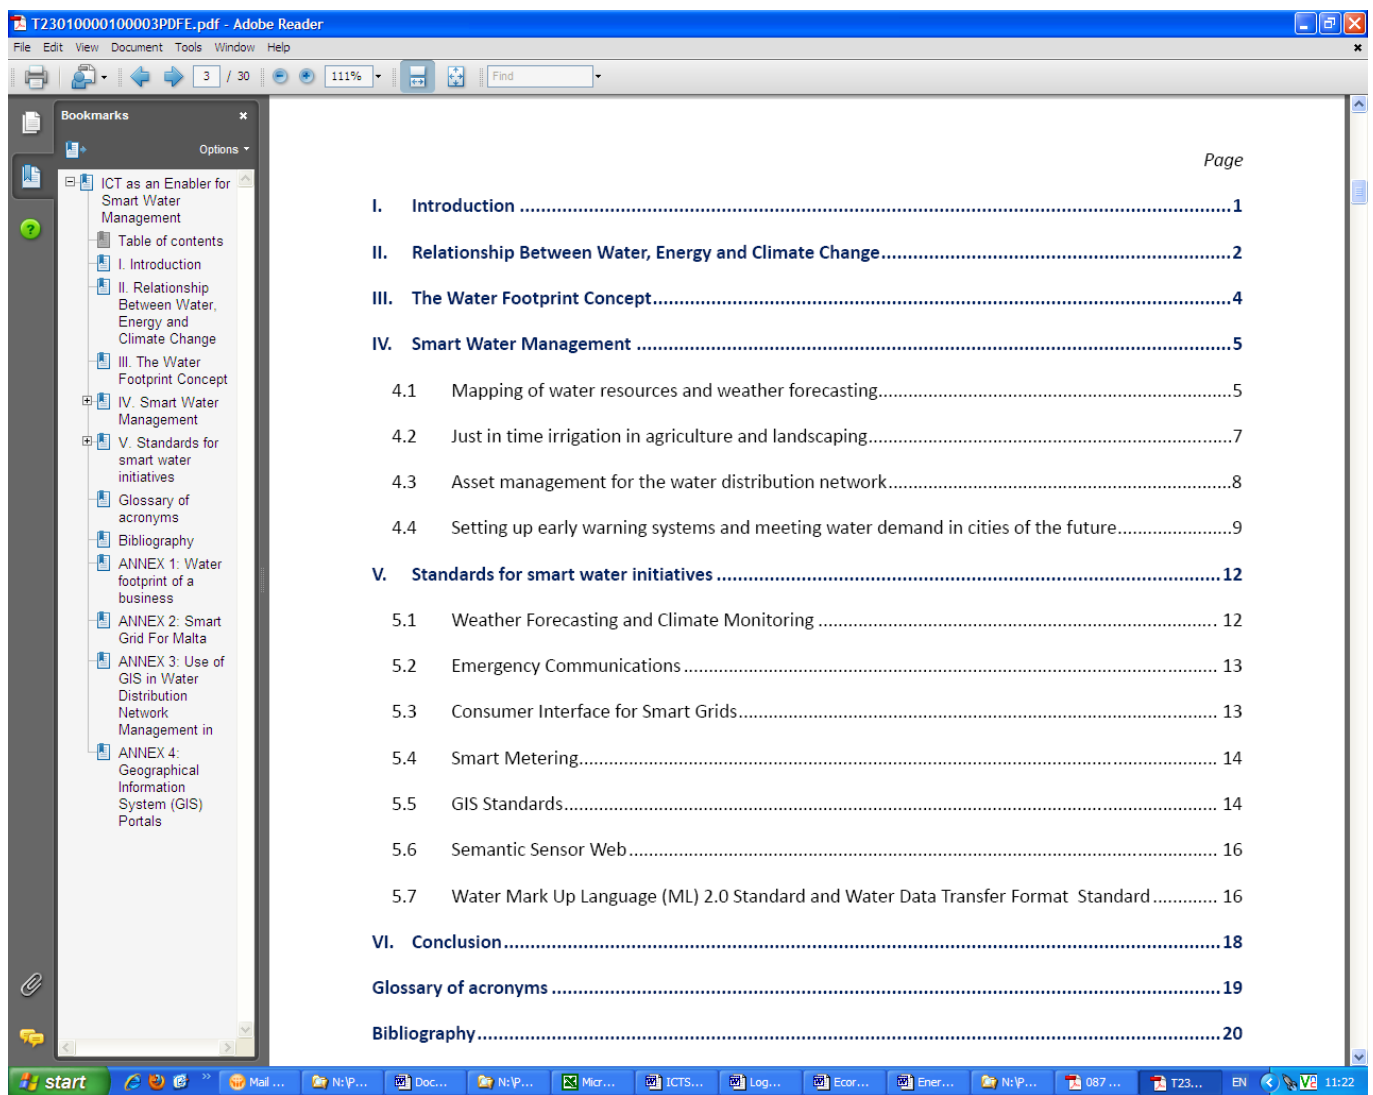 T23010000100003PDFE.pdf - Adobe Reader
File Edit View Document Tools Window Help
3 / 30 111% Find
Bookmarks
Options
ICT as an Enabler for
Smart Water
Management
Table of contents
I. Introduction
II. Relationship
Between Water,
Energy and
Climate Change
III. The Water
Footprint Concept
IV. Smart Water
Management
V. Standards for
smart water
initiatives
Glossary of
acronyms
Bibliography
ANNEX 1: Water
footprint of a
business
ANNEX 2: Smart
Grid For Malta
ANNEX 3: Use of
GIS in Water
Distribution
Network
Management in
ANNEX 4:
Geographical
Information
System (GIS)
Portals
Page
I. Introduction 1
II. Relationship Between Water, Energy and Climate Change 2
III. The Water Footprint Concept 4
IV. Smart Water Management 5
4.1 Mapping of water resources and weather forecasting 5
4.2 Just in time irrigation in agriculture and landscaping 7
4.3 Asset management for the water distribution network 8
4.4 Setting up early warning systems and meeting water demand in cities of the future 9
V. Standards for smart water initiatives 12
5.1 Weather Forecasting and Climate Monitoring 12
5.2 Emergency Communications 13
5.3 Consumer Interface for Smart Grids 13
5.4 Smart Metering 14
5.5 GIS Standards 14
5.6 Semantic Sensor Web 16
5.7 Water Mark Up Language (ML) 2.0 Standard and Water Data Transfer Format Standard 16
VI. Conclusion 18
Glossary of acronyms 19
Bibliography 20
start Mail ... N:\P... Doc... N:\P... Micr... ICTS... Log... Ecor... Ener... N:\P... 087 ... T23... EN 11:22